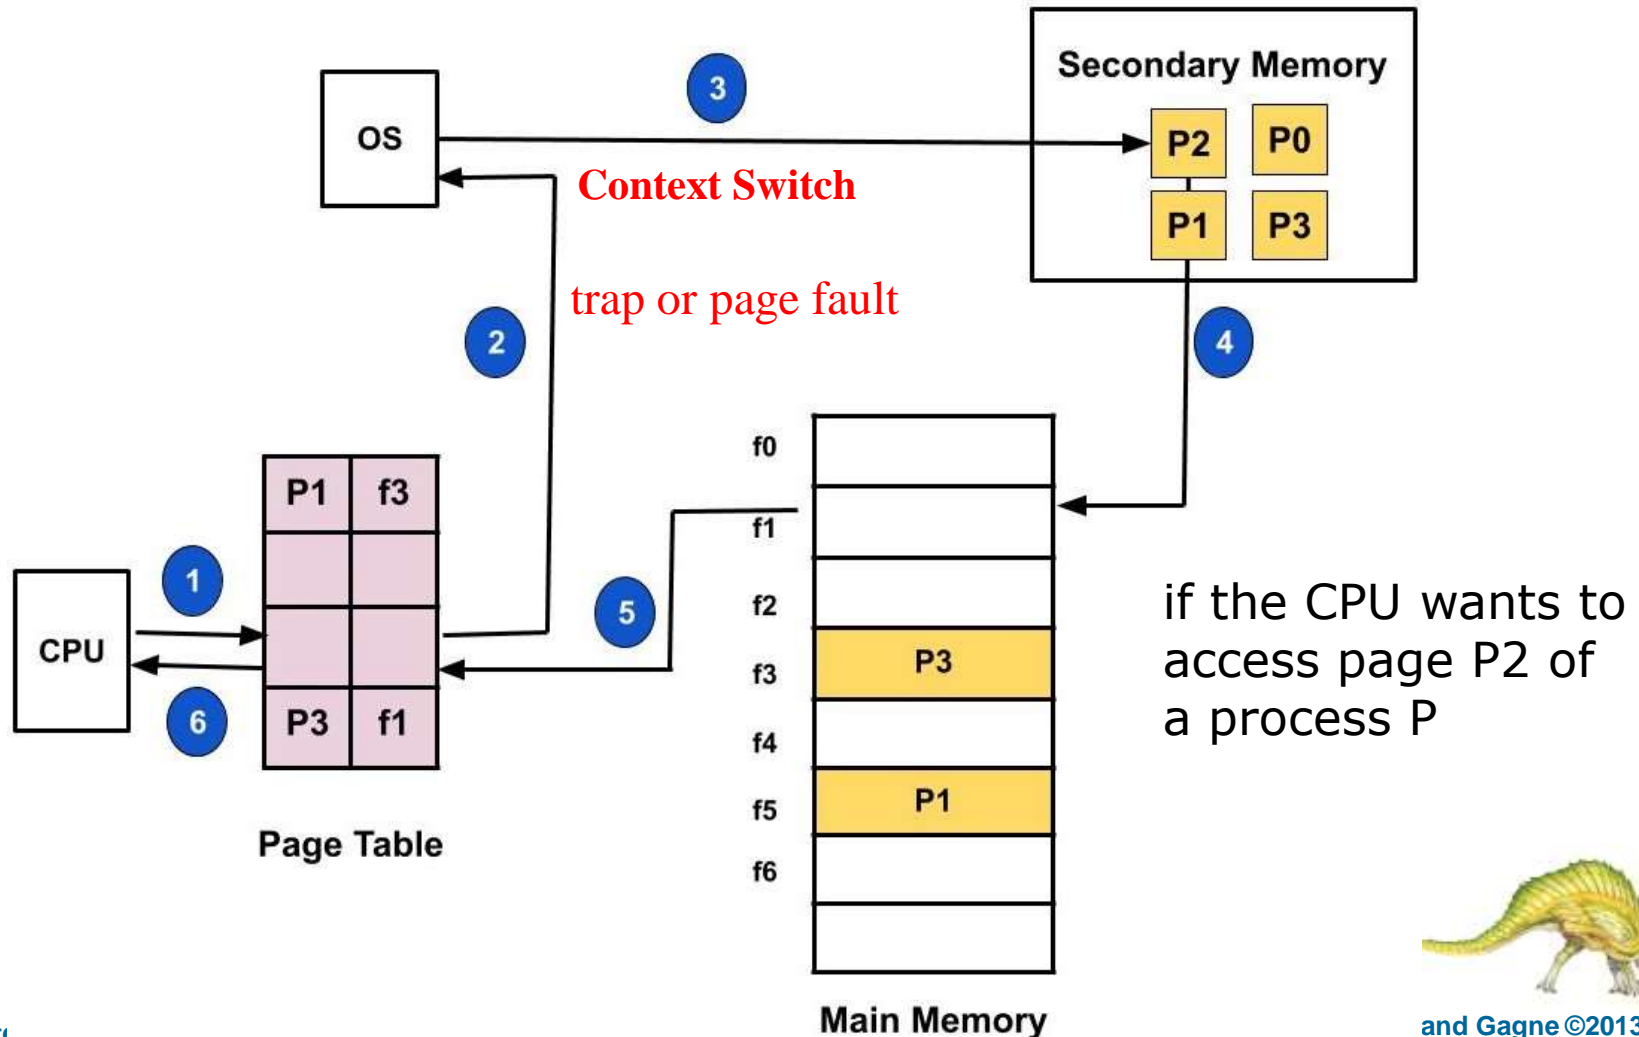 Secondary Memory
3
OS
P2
P0
Context Switch
P1
P3
trap or page fault
2
4
f0
P1
f3
f1
1
5
f2
if the CPU wants to
access page P2 of
a process P
CPU
P3
f3
6
P3
f1
f4
P1
f5
Page Table
f6
Main Memory
and Gagne ©2013